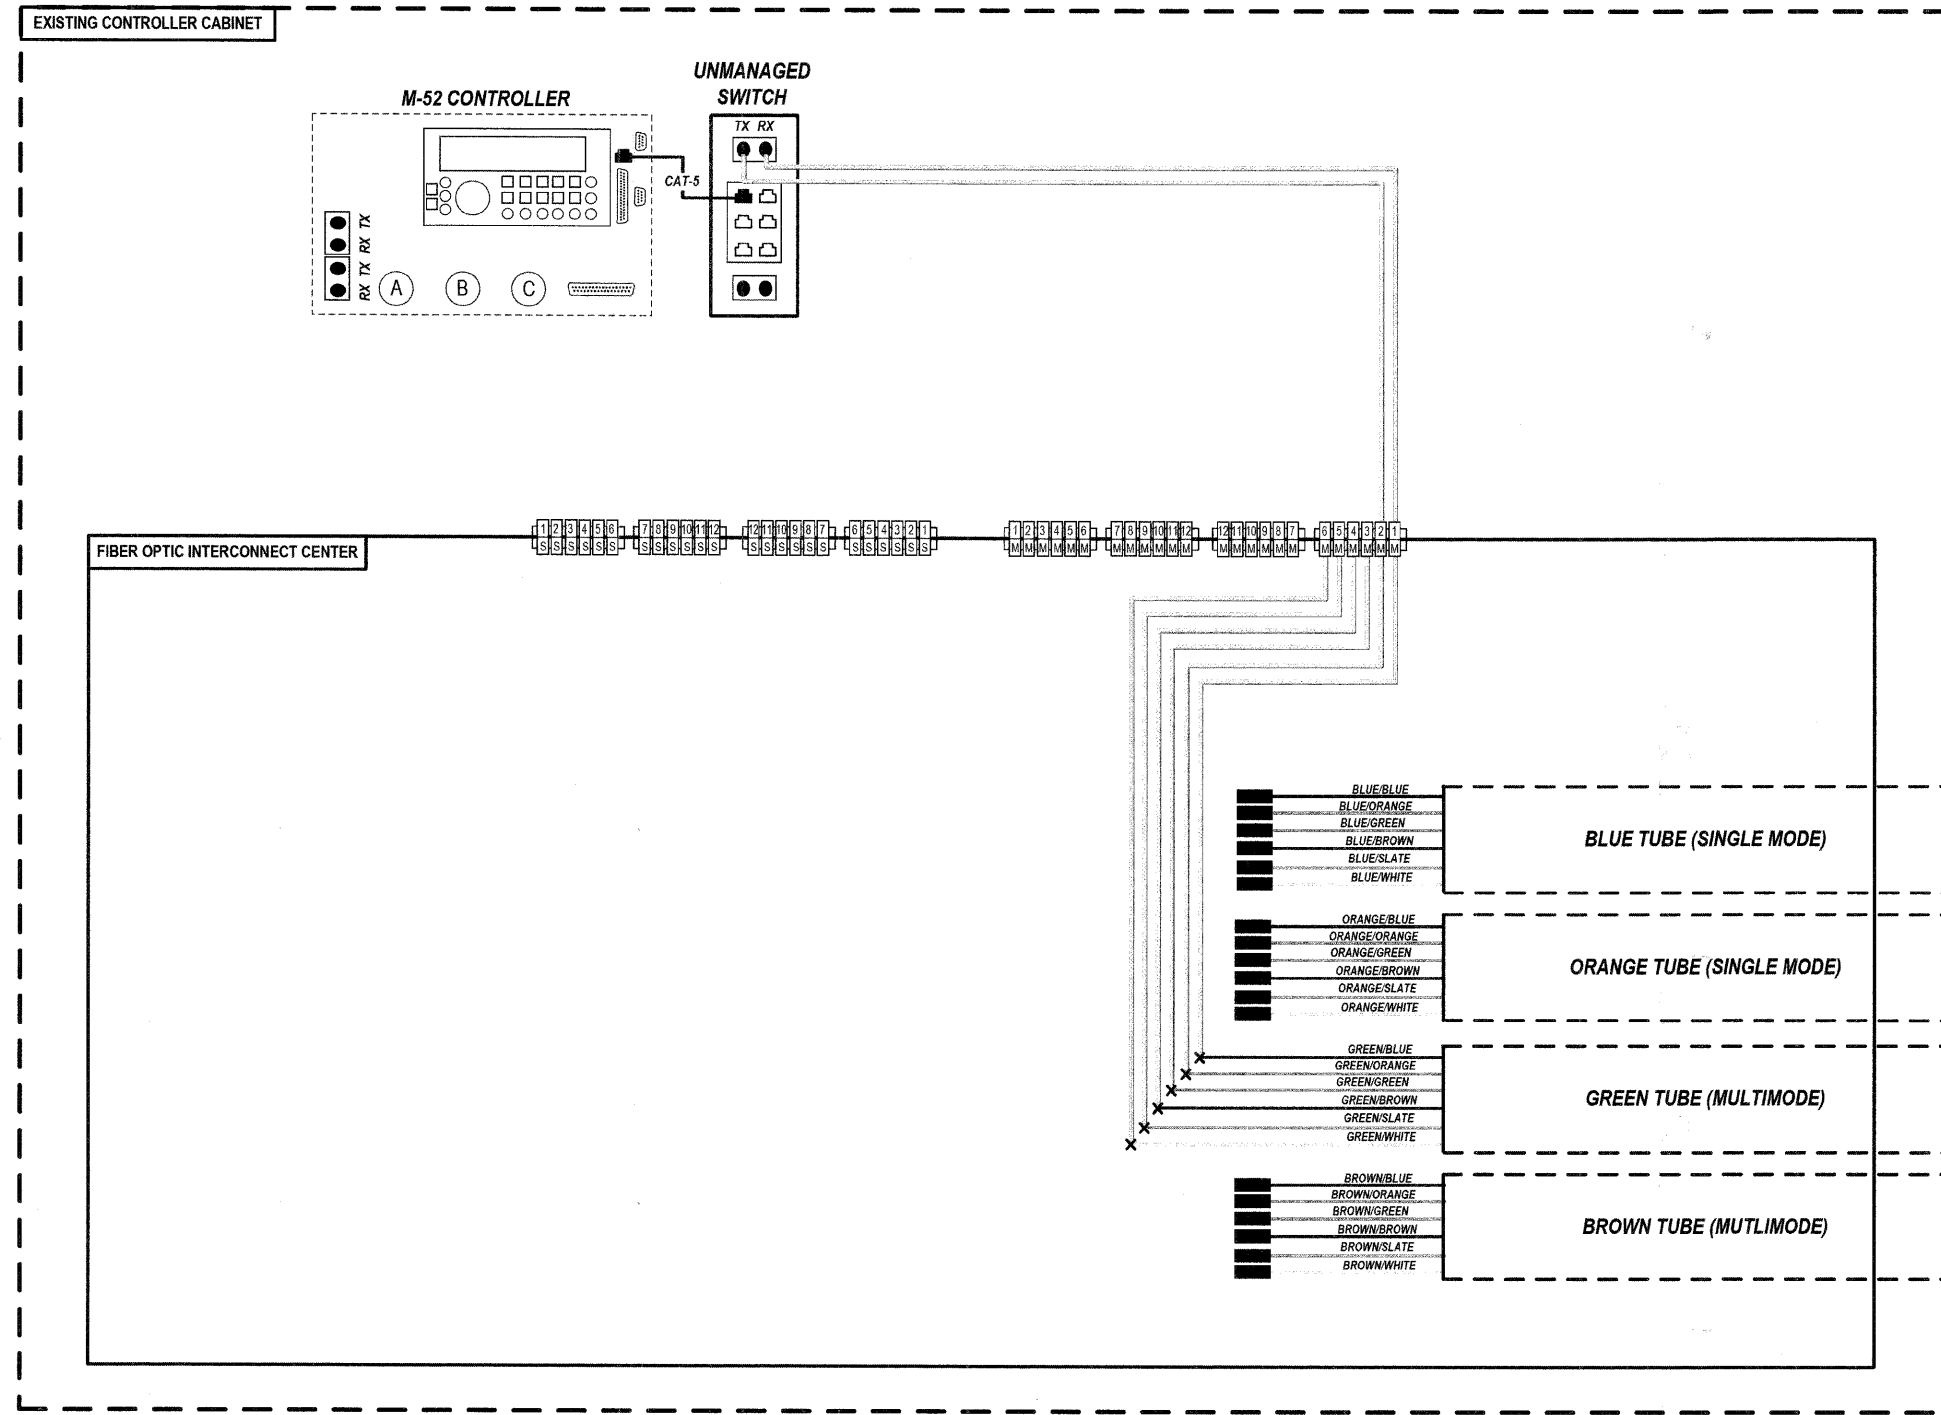 EXISTING CONTROLLER CABINET
UNMANAGED
SWITCH
M-52 CONTROLLER
TX RX
CAT-5
TX
RX
TX
RX
A B C
1 2 3 4 5 6 7 8 9 10 11 12 12 11 10 9 8 7 6 5 4 3 2 1 1 2 3 4 5 6 7 8 9 10 11 12 12 11 10 9 8 7 6 5 4 3 2 1
S S S S S S S S S S S S S S S S S S S S S S S S M M M M M M M M M M M M M M M M M M M M M M M M
FIBER OPTIC INTERCONNECT CENTER
BLUE/BLUE
BLUE/ORANGE
BLUE/GREEN
BLUE/BROWN
BLUE/SLATE
BLUE/WHITE
BLUE TUBE (SINGLE MODE)
ORANGE/BLUE
ORANGE/ORANGE
ORANGE/GREEN
ORANGE/BROWN
ORANGE/SLATE
ORANGE/WHITE
ORANGE TUBE (SINGLE MODE)
GREEN/BLUE
GREEN/ORANGE
GREEN/GREEN
GREEN/BROWN
GREEN/SLATE
GREEN/WHITE
GREEN TUBE (MULTIMODE)
BROWN/BLUE
BROWN/ORANGE
BROWN/GREEN
BROWN/BROWN
BROWN/SLATE
BROWN/WHITE
BROWN TUBE (MUTLIMODE)